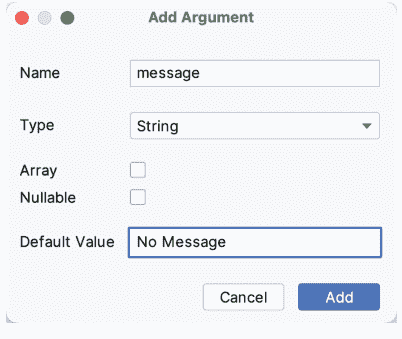 Add Argument
Name message
Type String
Array
Nullable
Default Value No Message
Cancel Add